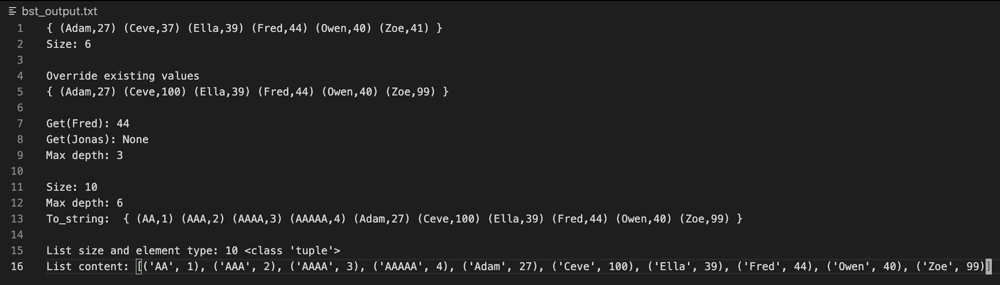 bst_output.txt
1 { (Adam,27) (Ceve,37) (Ella,39) (Fred,44) (Owen,40) (Zoe,41) }
2 Size: 6
3
4 Override existing values
5 { (Adam,27) (Ceve,100) (Ella,39) (Fred,44) (Owen,40) (Zoe,99) }
6
7 Get(Fred): 44
8 Get(Jonas): None
9 Max depth: 3
10
11 Size: 10
12 Max depth: 6
13 To_string:  { (AA,1) (AAA,2) (AAAA,3) (AAAAA,4) (Adam,27) (Ceve,100) (Ella,39) (Fred,44) (Owen,40) (Zoe,99) }
14
15 List size and element type: 10 <class 'tuple'>
16 List content: [('AA', 1), ('AAA', 2), ('AAAA', 3), ('AAAAA', 4), ('Adam', 27), ('Ceve', 100), ('Ella', 39), ('Fred', 44), ('Owen', 40), ('Zoe', 99)]